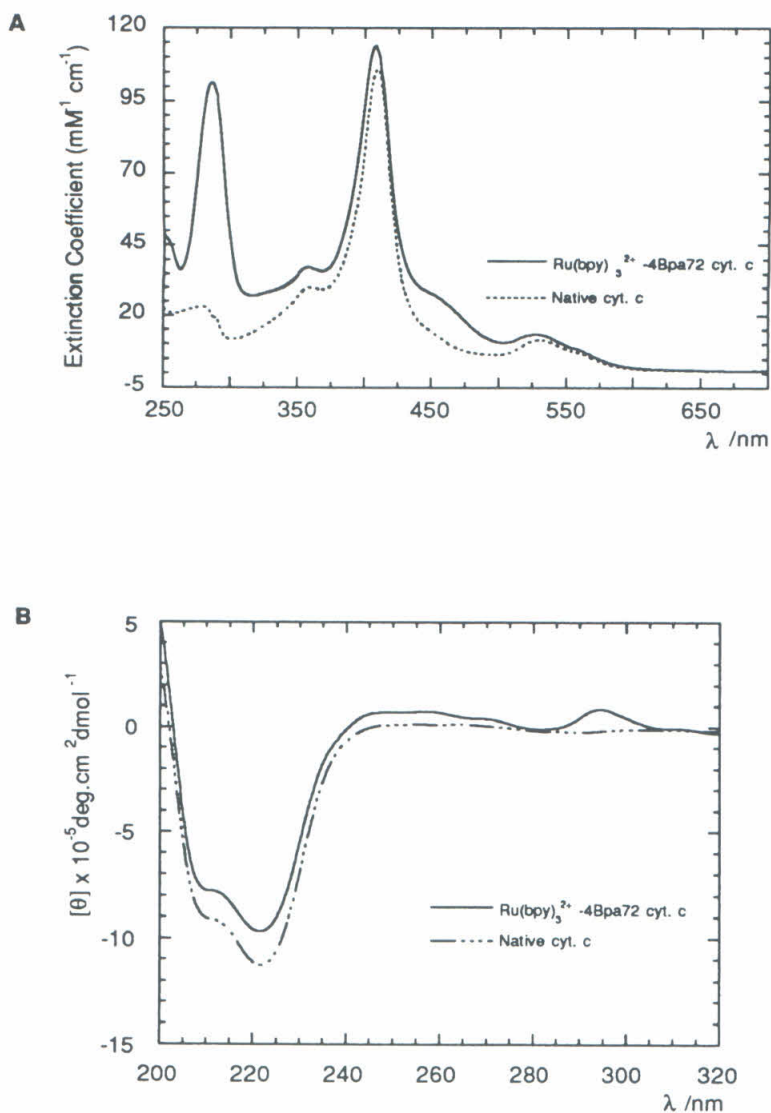 A
Extinction Coefficient (mM⁻¹ cm⁻¹)
120
95
70
45
20
-5
Ru(bpy)₃²⁺ -4Bpa72 cyt. c
Native cyt. c
250 350 450 550 650
λ /nm
B
[θ] x 10⁻⁵deg.cm²dmol⁻¹
5
0
-5
-10
-15
Ru(bpy)₃²⁺ -4Bpa72 cyt. c
Native cyt. c
200 220 240 260 280 300 320
λ /nm